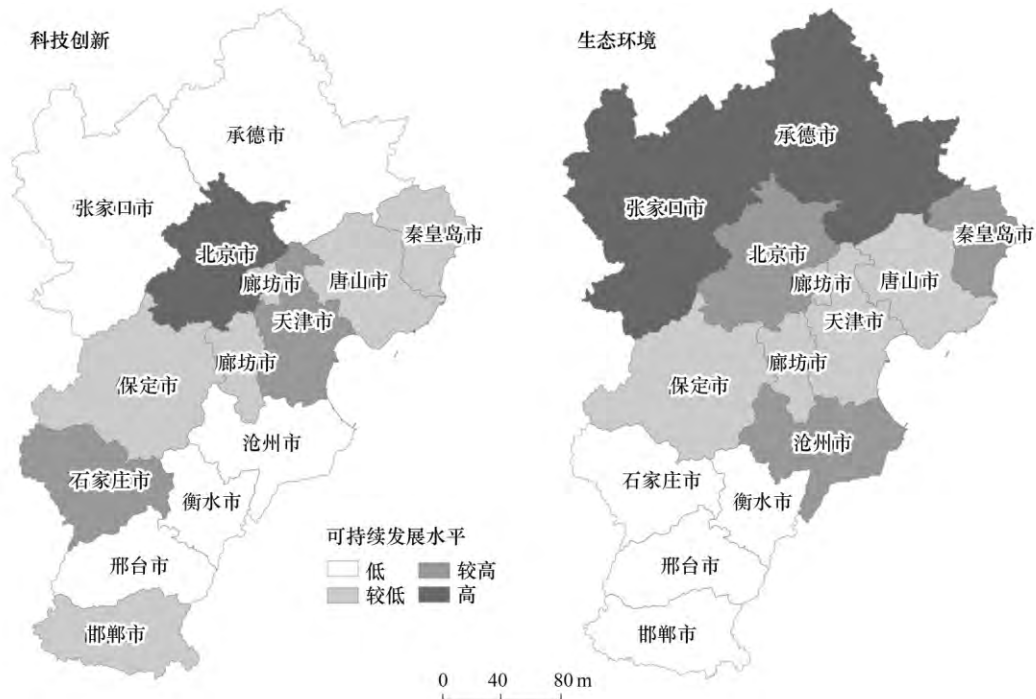 科技创新
承德市
张家口市
北京市
秦皇岛市
廊坊市
唐山市
天津市
廊坊市
保定市
沧州市
石家庄市
衡水市
邢台市
邯郸市
生态环境
承德市
张家口市
北京市
秦皇岛市
廊坊市
唐山市
天津市
廊坊市
保定市
沧州市
石家庄市
衡水市
邢台市
邯郸市
可持续发展水平
低 较高
较低 高
0 40 80 m